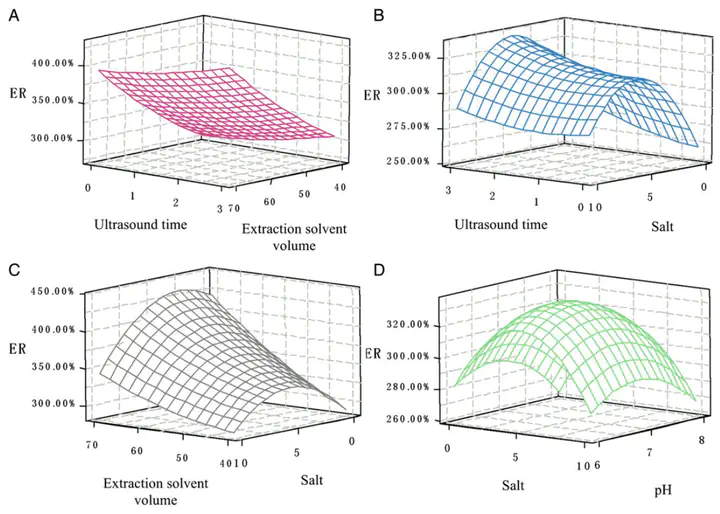 A
400.00%
ER
350.00%
300.00%
0
1
2
3 70
60
50
40
Ultrasound time
Extraction solvent
volume
B
325.00%
ER
300.00%
275.00%
250.00%
3
2
1
0 10
5
0
Ultrasound time
Salt
C
450.00%
400.00%
ER
350.00%
300.00%
70
60
50
40 10
5
0
Extraction solvent
volume
Salt
D
320.00%
ER
300.00%
280.00%
260.00%
0
5
10 6
7
8
Salt
pH